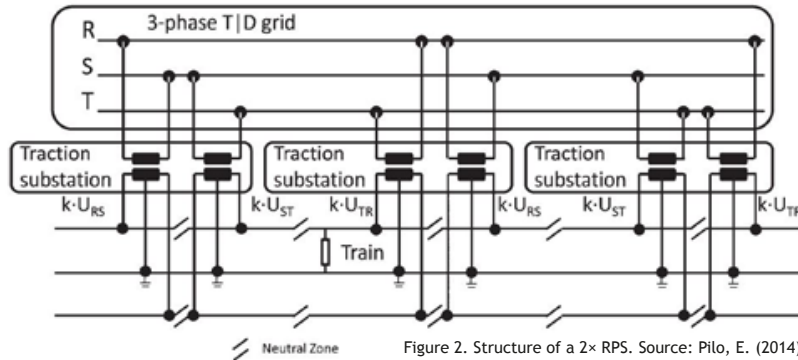 3-phase T|D grid
R
S
T
Traction
substation
Traction
substation
Traction
substation
k·U_RS
k·U_ST
k·U_TR
k·U_RS
k·U_ST
k·U_TR
Train
Neutral Zone
Figure 2. Structure of a 2× RPS. Source: Pilo, E. (2014)